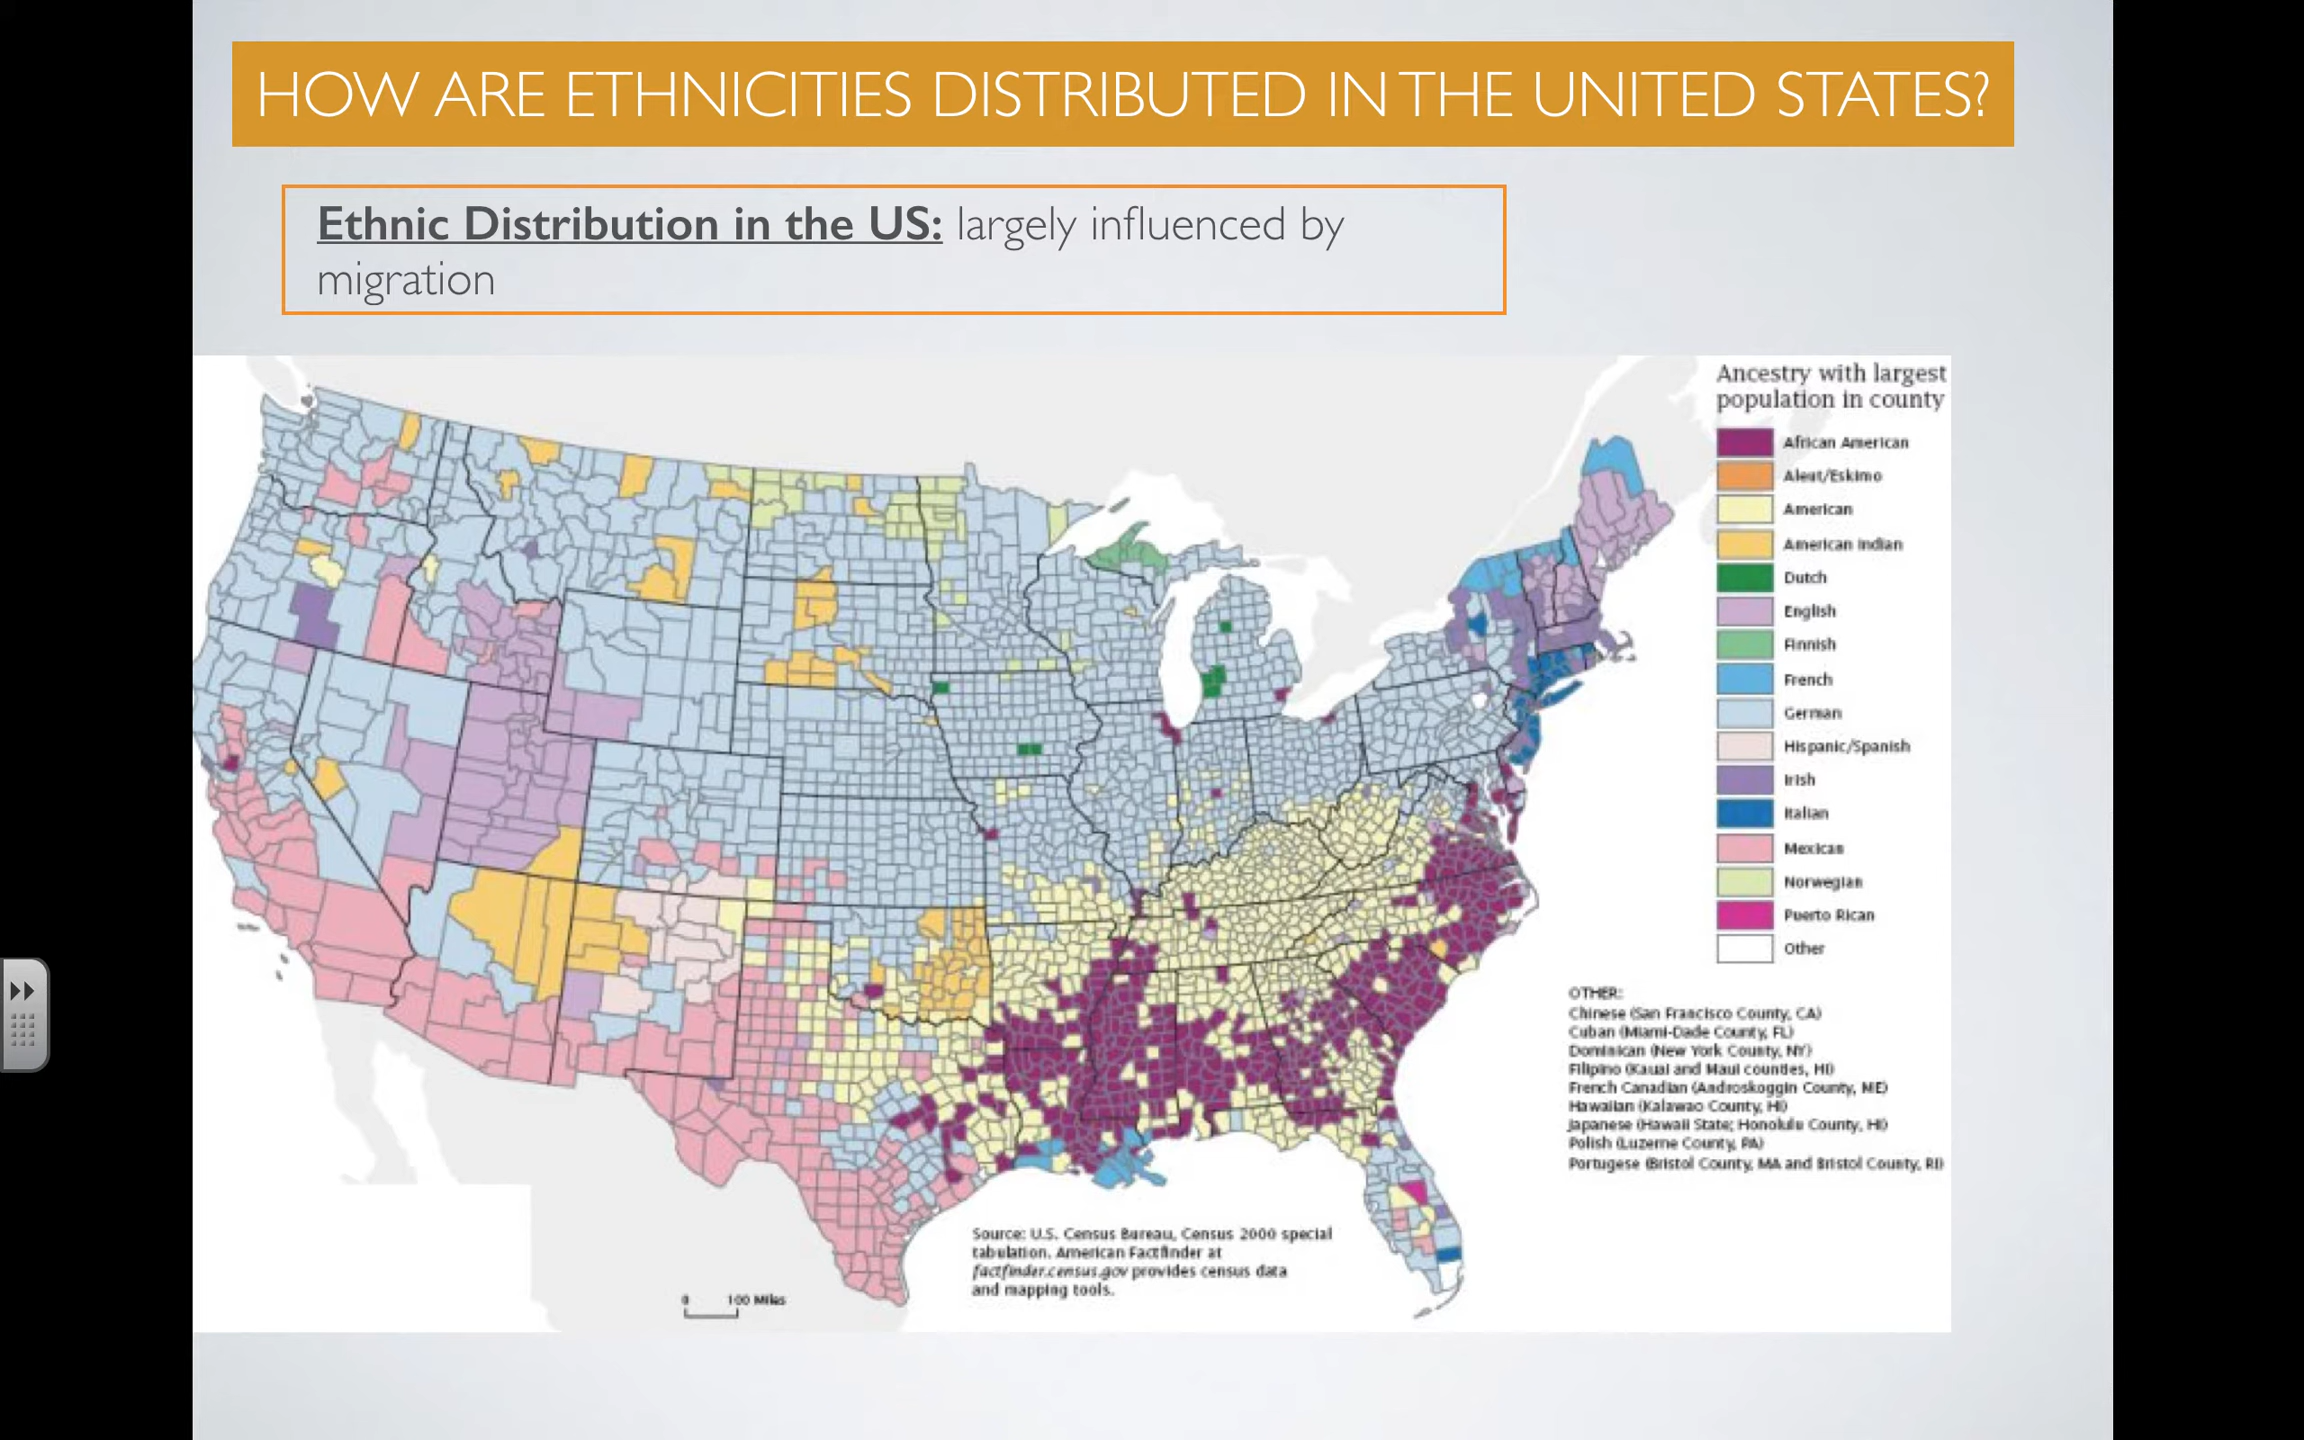 HOW ARE ETHNICITIES DISTRIBUTED IN THE UNITED STATES?
Ethnic Distribution in the US: largely influenced by
migration
Ancestry with largest
population in county
African American
Aleut/Eskimo
American
American Indian
Dutch
English
Finnish
French
German
Hispanic/Spanish
Irish
Italian
Mexican
Norwegian
Puerto Rican
Other
OTHER:
Chinese (San Francisco County, CA)
Cuban (Miami-Dade County, FL)
Dominican (New York County, NY)
Filipino (Kauai and Maui counties, HI)
French Canadian (Androskoggin County, ME)
Hawaiian (Kalawao County, HI)
Japanese (Hawaii State; Honolulu County, HI)
Polish (Luzerne County, PA)
Portugese (Bristol County, MA and Bristol County, RI)
Source: U.S. Census Bureau, Census 2000 special
tabulation. American Factfinder at
factfinder.census.gov provides census data
and mapping tools.
0 100 Miles